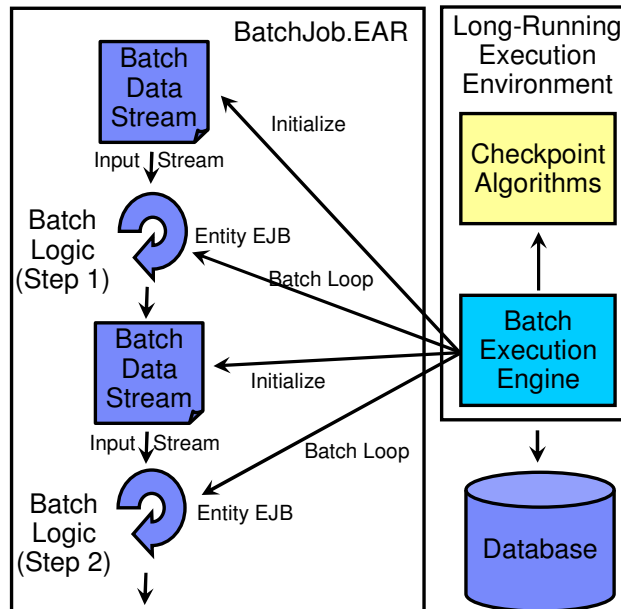 BatchJob.EAR
Batch
Data
Stream
Initialize
Input Stream
Batch
Logic
(Step 1)
Entity EJB
Batch Loop
Batch
Data
Stream
Initialize
Input Stream
Batch Loop
Batch
Logic
(Step 2)
Entity EJB
Long-Running
Execution
Environment
Checkpoint
Algorithms
Batch
Execution
Engine
Database